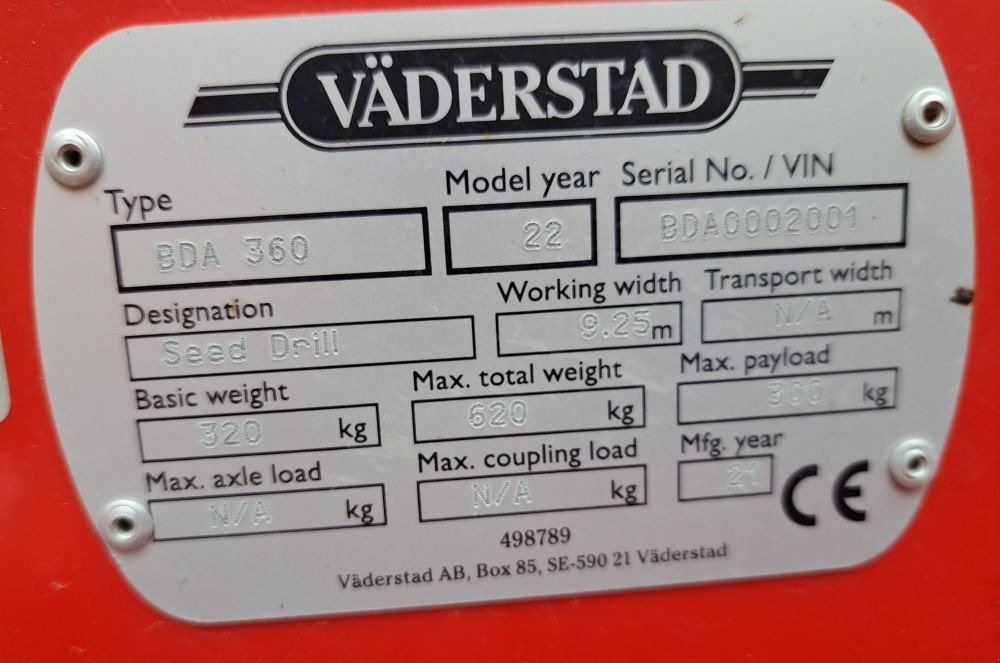 VÄDERSTAD
Type Model year Serial No. / VIN
BDA 360 22 BDA0002001
Designation Working width Transport width
Seed Drill 9.25 m N/A m
Basic weight Max. total weight Max. payload
320 kg 620 kg 300 kg
Max. axle load Max. coupling load Mfg. year
N/A kg N/A kg 21 CE
498789
Väderstad AB, Box 85, SE-590 21 Väderstad